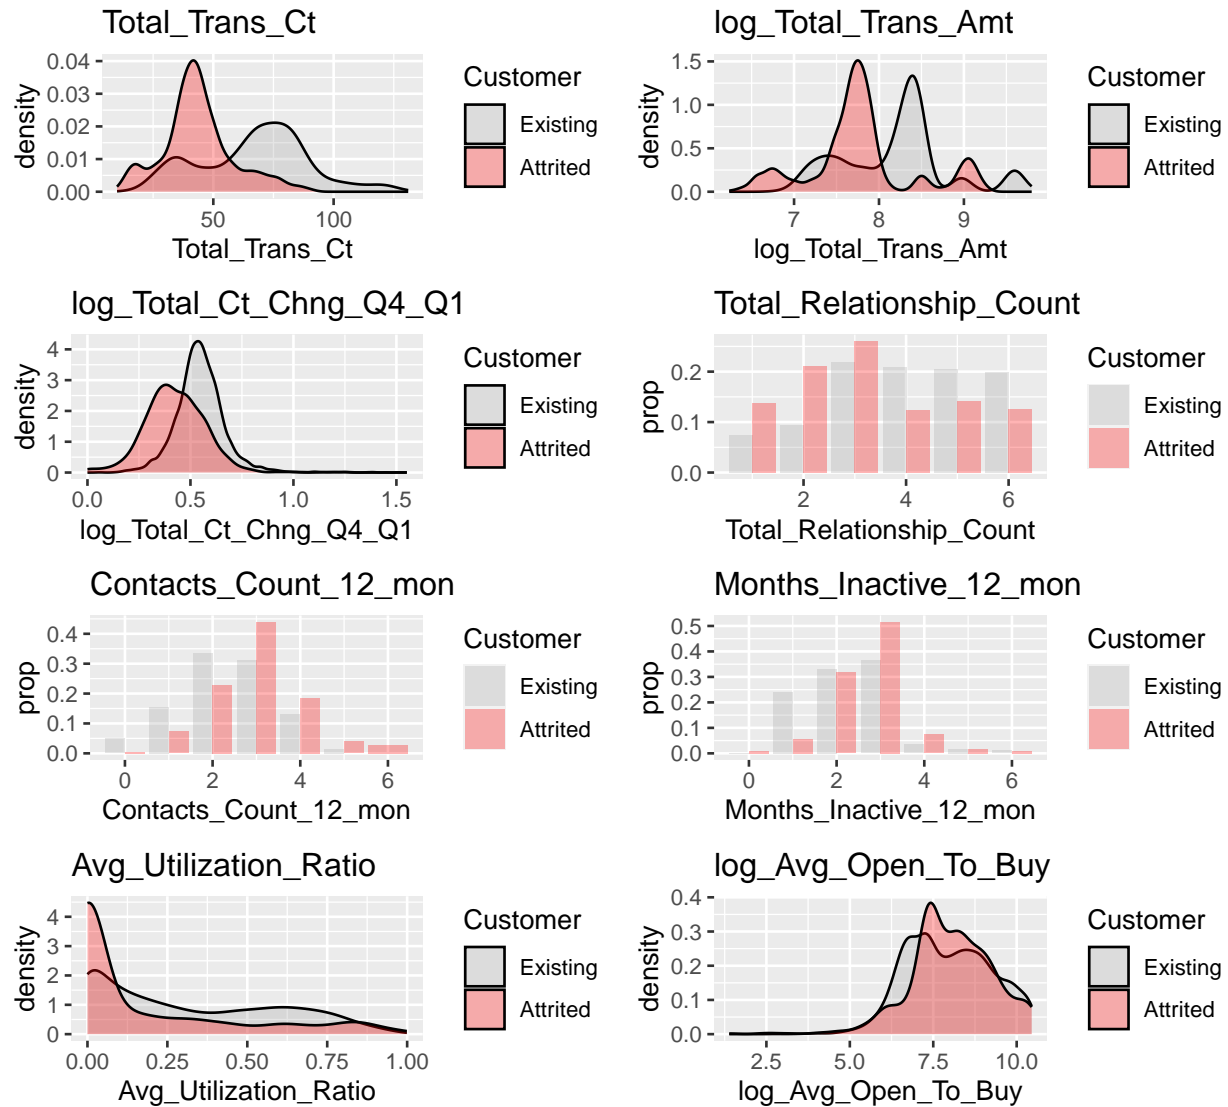 Total_Trans_Ct
density
0.04
0.03
0.02
0.01
0.00
50 100
Total_Trans_Ct
Customer
Existing
Attrited
log_Total_Trans_Amt
density
1.5
1.0
0.5
0.0
7 8 9
log_Total_Trans_Amt
Customer
Existing
Attrited
log_Total_Ct_Chng_Q4_Q1
density
4
3
2
1
0
0.0 0.5 1.0 1.5
log_Total_Ct_Chng_Q4_Q1
Customer
Existing
Attrited
Total_Relationship_Count
prop
0.2
0.1
0.0
2 4 6
Total_Relationship_Count
Customer
Existing
Attrited
Contacts_Count_12_mon
prop
0.4
0.3
0.2
0.1
0.0
0 2 4 6
Contacts_Count_12_mon
Customer
Existing
Attrited
Months_Inactive_12_mon
prop
0.5
0.4
0.3
0.2
0.1
0.0
0 2 4 6
Months_Inactive_12_mon
Customer
Existing
Attrited
Avg_Utilization_Ratio
density
4
3
2
1
0
0.00 0.25 0.50 0.75 1.00
Avg_Utilization_Ratio
Customer
Existing
Attrited
log_Avg_Open_To_Buy
density
0.4
0.3
0.2
0.1
0.0
2.5 5.0 7.5 10.0
log_Avg_Open_To_Buy
Customer
Existing
Attrited